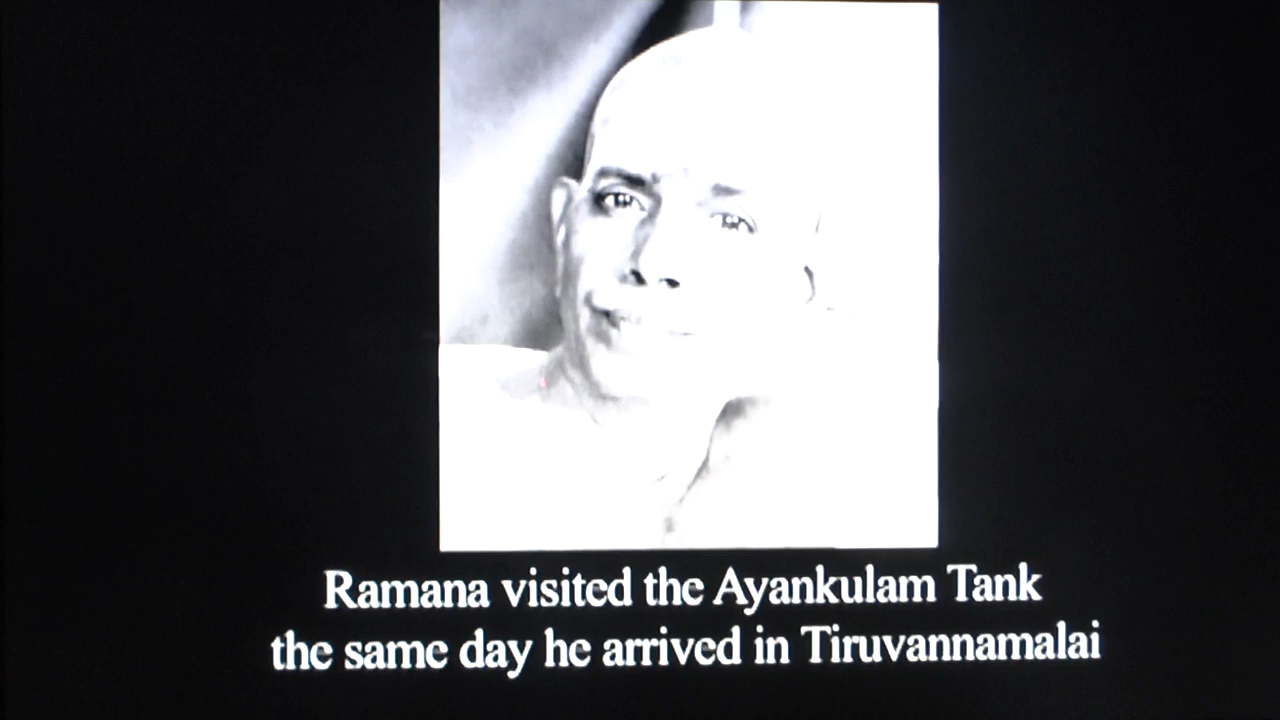 Ramana visited the Ayankulam Tank
the same day he arrived in Tiruvannamalai